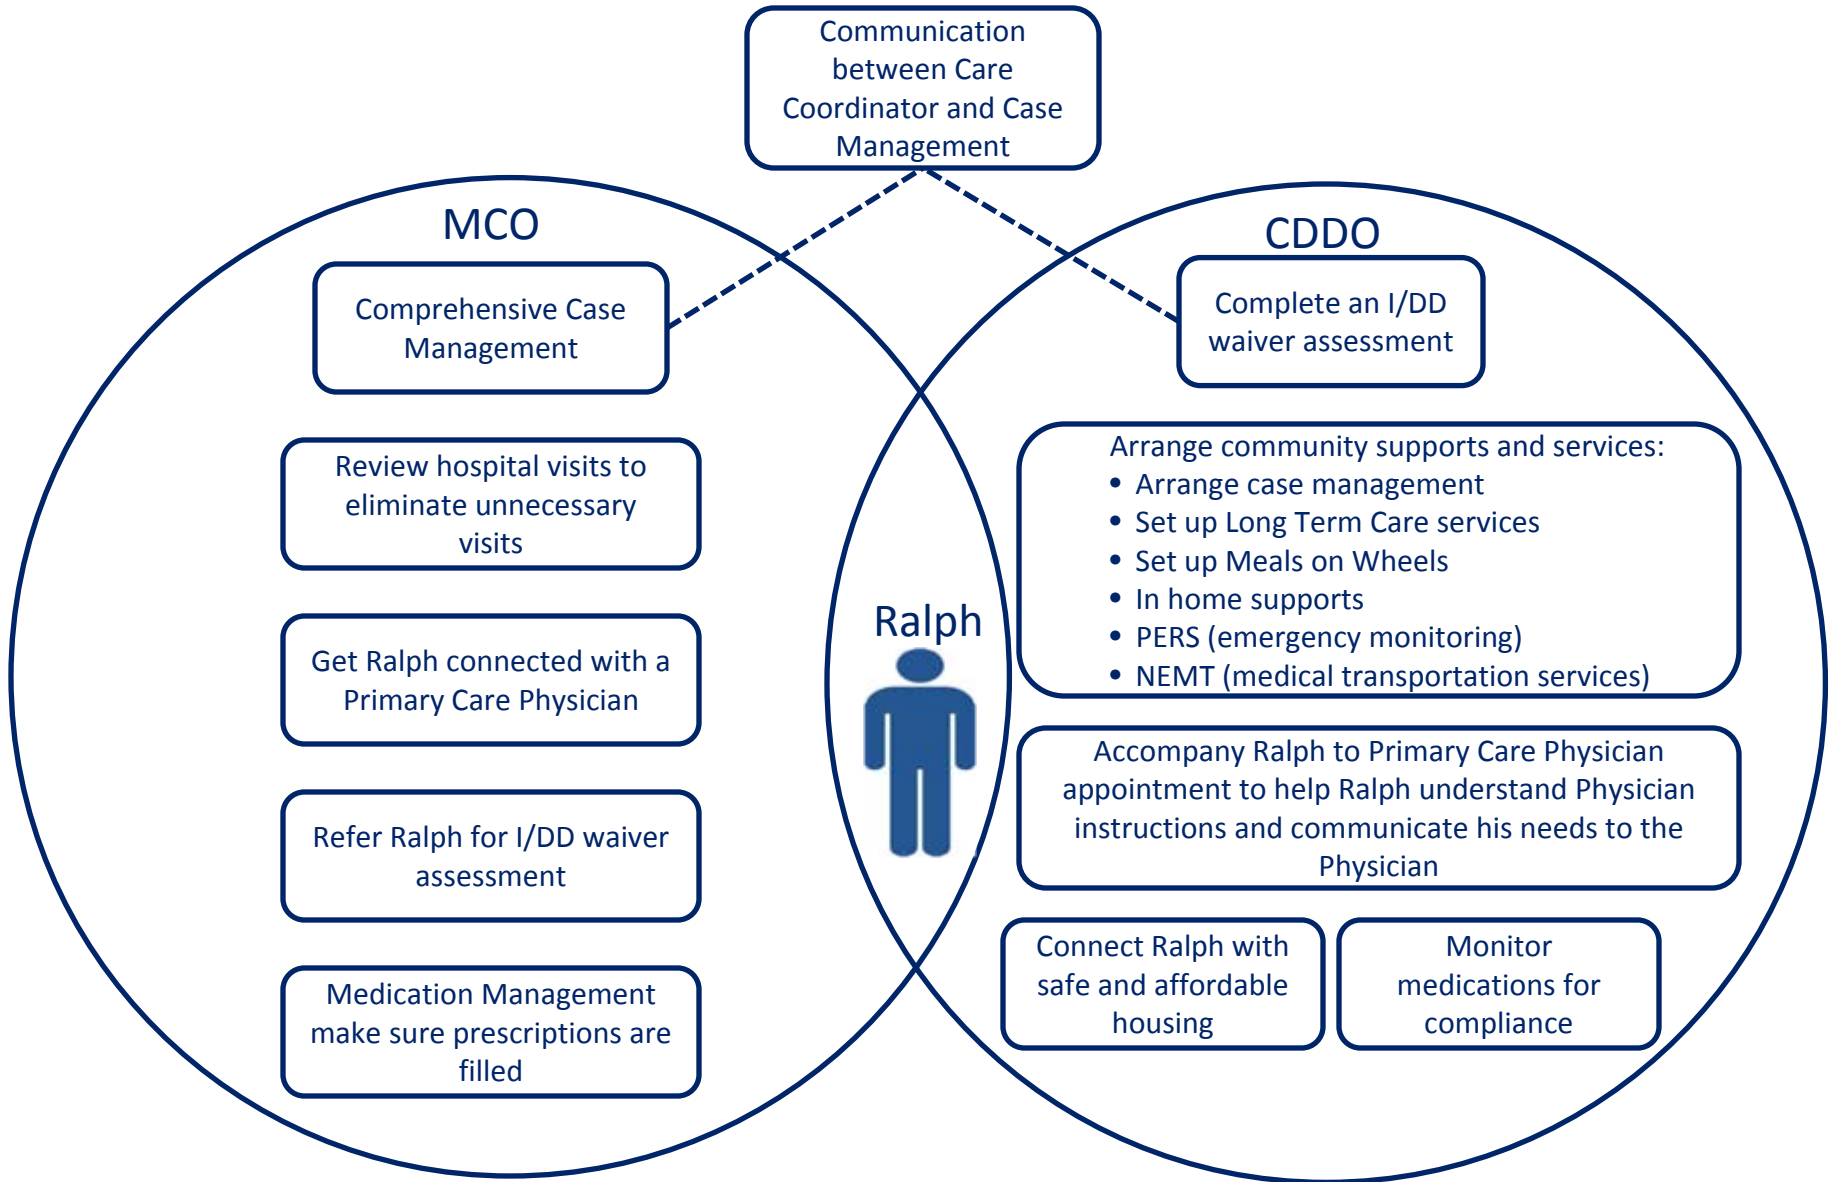 Communication
between Care
Coordinator and Case
Management
MCO
Comprehensive Case
Management
Review hospital visits to
eliminate unnecessary
visits
Get Ralph connected with a
Primary Care Physician
Refer Ralph for I/DD waiver
assessment
Medication Management
make sure prescriptions are
filled
Ralph
CDDO
Complete an I/DD
waiver assessment
Arrange community supports and services:
• Arrange case management
• Set up Long Term Care services
• Set up Meals on Wheels
• In home supports
• PERS (emergency monitoring)
• NEMT (medical transportation services)
Accompany Ralph to Primary Care Physician
appointment to help Ralph understand Physician
instructions and communicate his needs to the
Physician
Connect Ralph with
safe and affordable
housing
Monitor
medications for
compliance